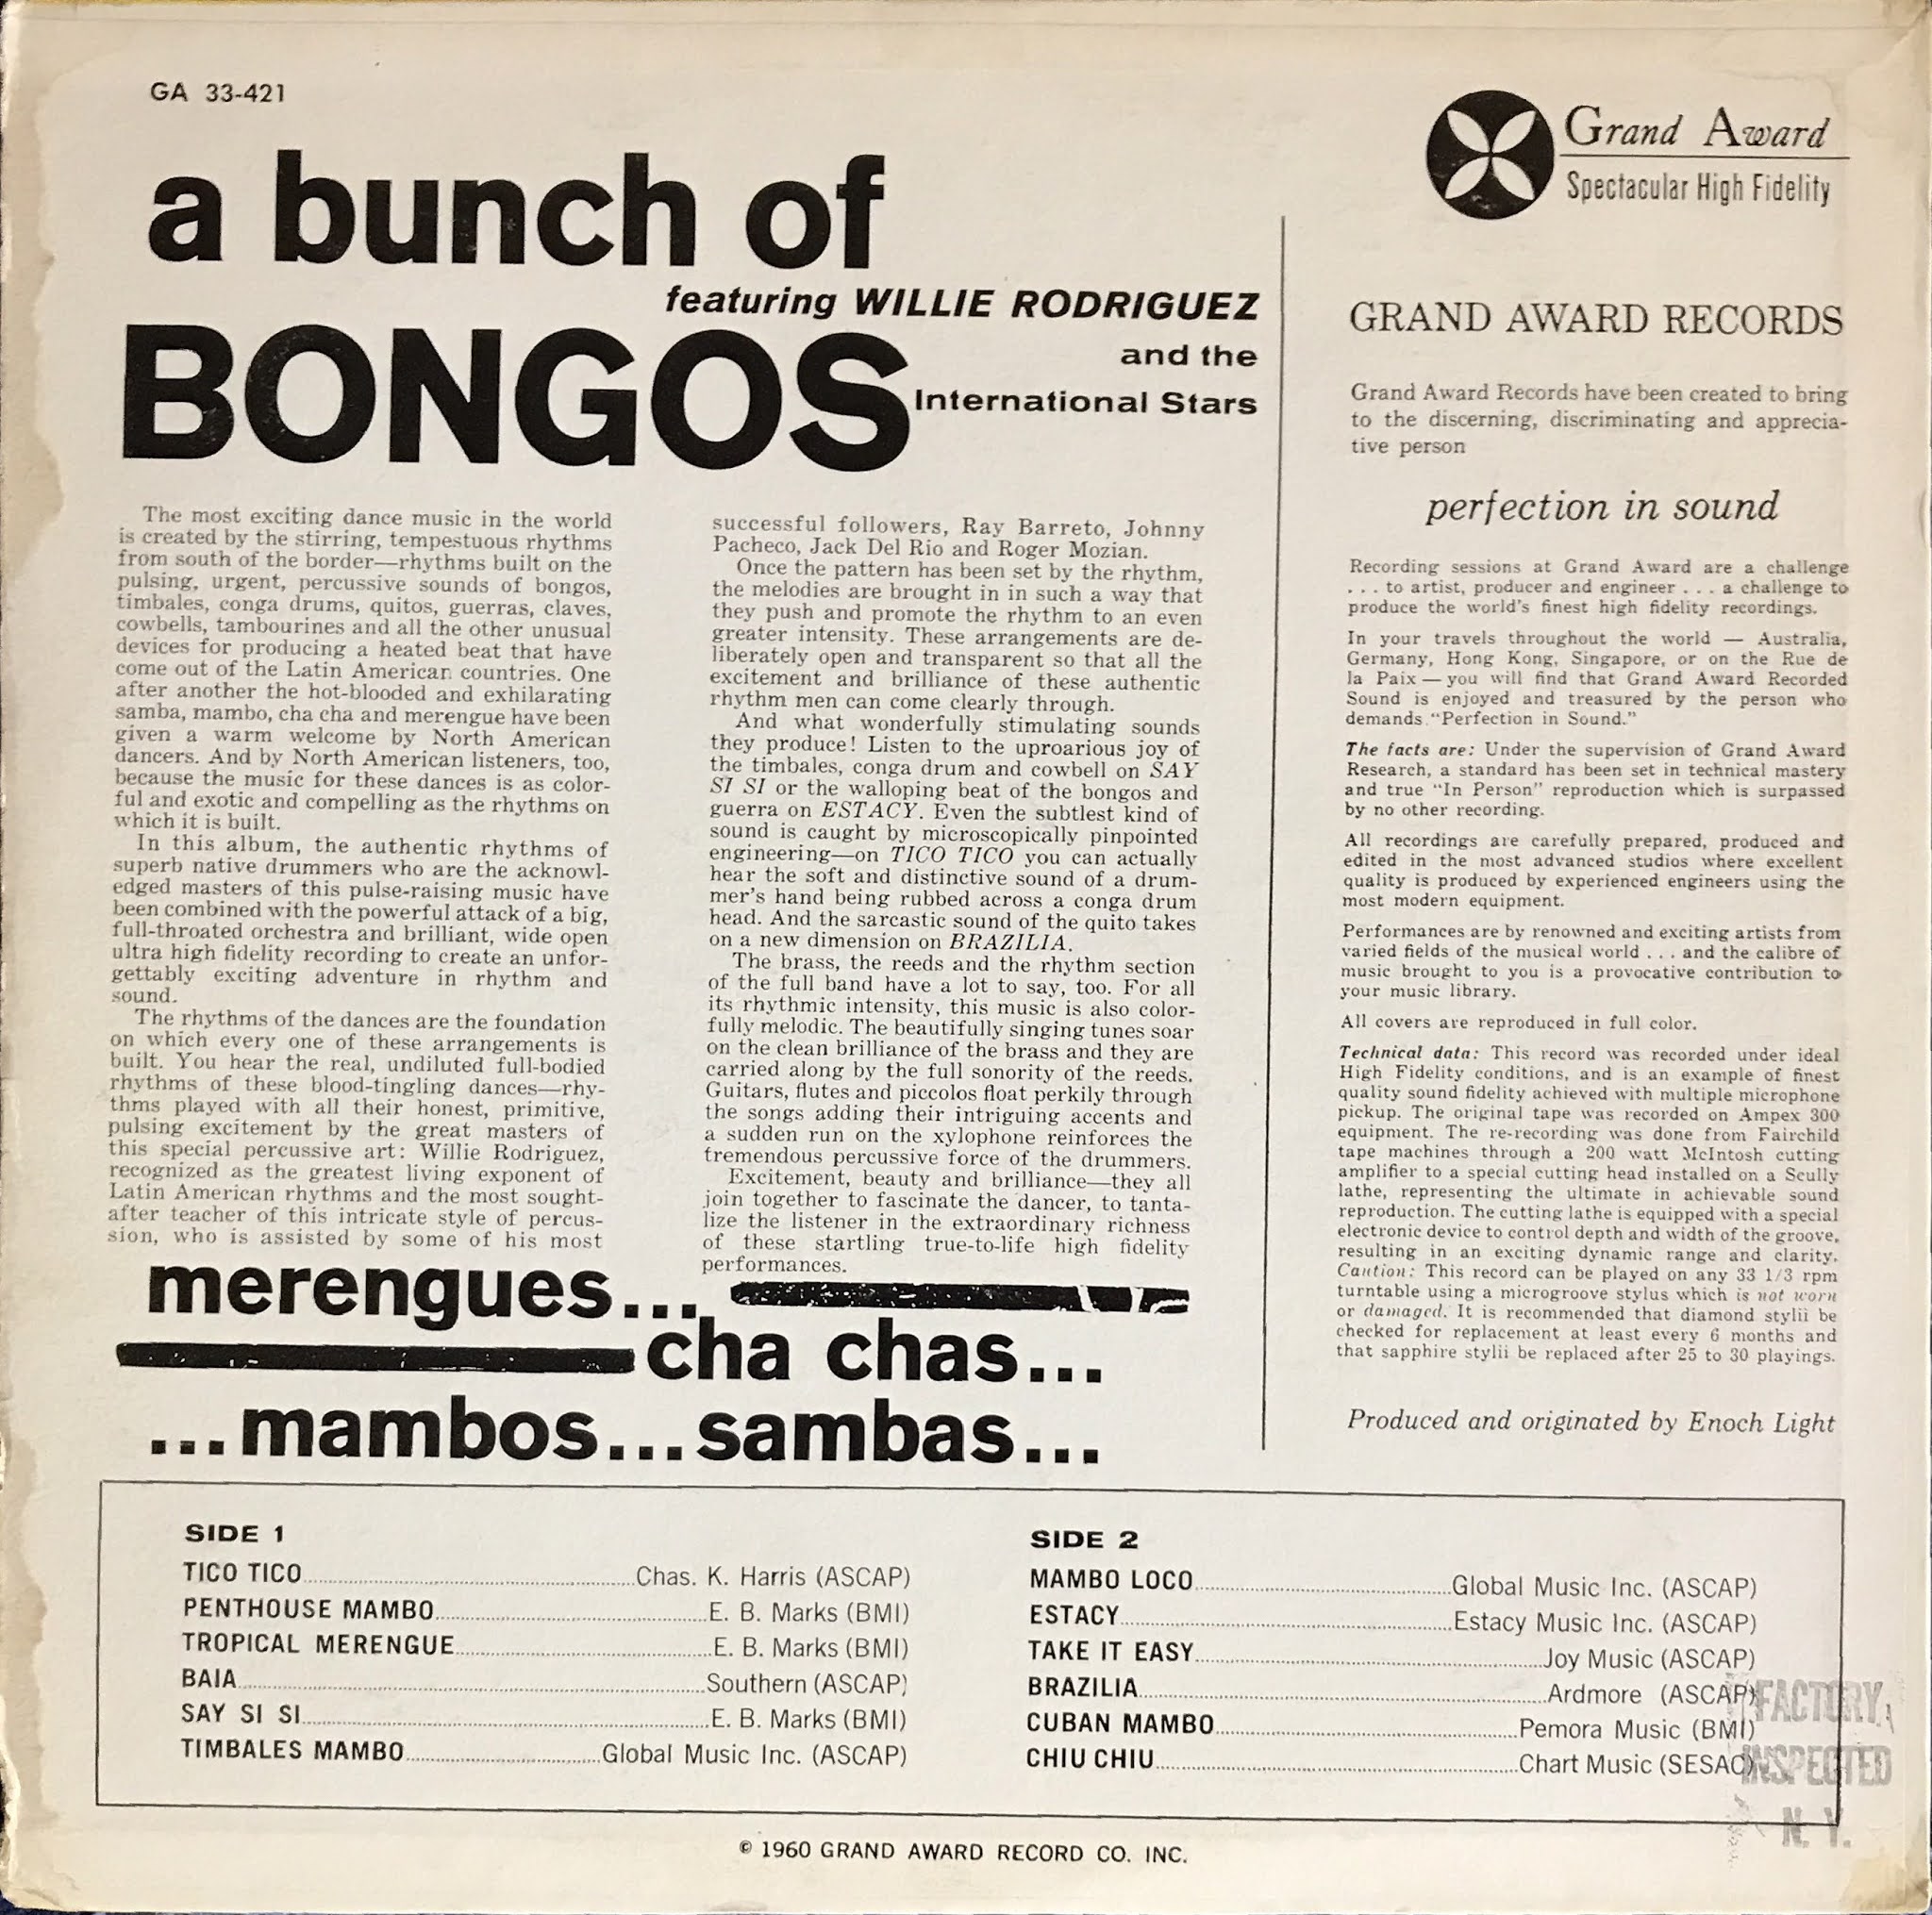 GA 33-421
a bunch of
featuring WILLIE RODRIGUEZ
BONGOS
and the
International Stars
The most exciting dance music in the world
is created by the stirring, tempestuous rhythms
from south of the border—rhythms built on the
pulsing, urgent, percussive sounds of bongos,
timbales, conga drums, quitos, guerras, claves,
cowbells, tambourines and all the other unusual
devices for producing a heated beat that have
come out of the Latin American countries. One
after another the hot-blooded and exhilarating
samba, mambo, cha cha and merengue have been
given a warm welcome by North American
dancers. And by North American listeners, too,
because the music for these dances is as color-
ful and exotic and compelling as the rhythms on
which it is built.
In this album, the authentic rhythms of
superb native drummers who are the acknowl-
edged masters of this pulse-raising music have
been combined with the powerful attack of a big,
full-throated orchestra and brilliant, wide open
ultra high fidelity recording to create an unfor-
gettably exciting adventure in rhythm and
sound.
The rhythms of the dances are the foundation
on which every one of these arrangements is
built. You hear the real, undiluted full-bodied
rhythms of these blood-tingling dances—rhy-
thms played with all their honest, primitive,
pulsing excitement by the great masters of
this special percussive art: Willie Rodriguez,
recognized as the greatest living exponent of
Latin American rhythms and the most sought-
after teacher of this intricate style of percus-
sion, who is assisted by some of his most
successful followers, Ray Barreto, Johnny
Pacheco, Jack Del Rio and Roger Mozian.
Once the pattern has been set by the rhythm,
the melodies are brought in in such a way that
they push and promote the rhythm to an even
greater intensity. These arrangements are de-
liberately open and transparent so that all the
excitement and brilliance of these authentic
rhythm men can come clearly through.
And what wonderfully stimulating sounds
they produce! Listen to the uproarious joy of
the timbales, conga drum and cowbell on SAY
SI SI or the walloping beat of the bongos and
guerra on ESTACY. Even the subtlest kind of
sound is caught by microscopically pinpointed
engineering—on TICO TICO you can actually
hear the soft and distinctive sound of a drum-
mer's hand being rubbed across a conga drum
head. And the sarcastic sound of the quito takes
on a new dimension on BRAZILIA.
The brass, the reeds and the rhythm section
of the full band have a lot to say, too. For all
its rhythmic intensity, this music is also color-
fully melodic. The beautifully singing tunes soar
on the clean brilliance of the brass and they are
carried along by the full sonority of the reeds.
Guitars, flutes and piccolos float perkily through
the songs adding their intriguing accents and
a sudden run on the xylophone reinforces the
tremendous percussive force of the drummers.
Excitement, beauty and brilliance—they all
join together to fascinate the dancer, to tanta-
lize the listener in the extraordinary richness
of these startling true-to-life high fidelity
performances.
merengues...
cha chas...
...mambos...sambas...
Grand Award
Spectacular High Fidelity
GRAND AWARD RECORDS
Grand Award Records have been created to bring
to the discerning, discriminating and apprecia-
tive person
perfection in sound
Recording sessions at Grand Award are a challenge
. . . to artist, producer and engineer . . . a challenge to
produce the world's finest high fidelity recordings.
In your travels throughout the world — Australia,
Germany, Hong Kong, Singapore, or on the Rue de
la Paix — you will find that Grand Award Recorded
Sound is enjoyed and treasured by the person who
demands "Perfection in Sound."
The facts are: Under the supervision of Grand Award
Research, a standard has been set in technical mastery
and true "In Person" reproduction which is surpassed
by no other recording.
All recordings are carefully prepared, produced and
edited in the most advanced studios where excellent
quality is produced by experienced engineers using the
most modern equipment.
Performances are by renowned and exciting artists from
varied fields of the musical world . . . and the calibre of
music brought to you is a provocative contribution to
your music library.
All covers are reproduced in full color.
Technical data: This record was recorded under ideal
High Fidelity conditions, and is an example of finest
quality sound fidelity achieved with multiple microphone
pickup. The original tape was recorded on Ampex 300
equipment. The re-recording was done from Fairchild
tape machines through a 200 watt McIntosh cutting
amplifier to a special cutting head installed on a Scully
lathe, representing the ultimate in achievable sound
reproduction. The cutting lathe is equipped with a special
electronic device to control depth and width of the groove,
resulting in an exciting dynamic range and clarity.
Caution: This record can be played on any 33 1/3 rpm
turntable using a microgroove stylus which is not worn
or damaged. It is recommended that diamond stylii be
checked for replacement at least every 6 months and
that sapphire stylii be replaced after 25 to 30 playings.
Produced and originated by Enoch Light
SIDE 1
TICO TICO Chas. K. Harris (ASCAP)
PENTHOUSE MAMBO E. B. Marks (BMI)
TROPICAL MERENGUE E. B. Marks (BMI)
BAIA Southern (ASCAP)
SAY SI SI E. B. Marks (BMI)
TIMBALES MAMBO Global Music Inc. (ASCAP)
SIDE 2
MAMBO LOCO Global Music Inc. (ASCAP)
ESTACY Estacy Music Inc. (ASCAP)
TAKE IT EASY Joy Music (ASCAP)
BRAZILIA Ardmore (ASCAP)
CUBAN MAMBO Pemora Music (BMI)
CHIU CHIU Chart Music (SESAC)
FACTORY
INSPECTED
N. Y.
© 1960 GRAND AWARD RECORD CO. INC.